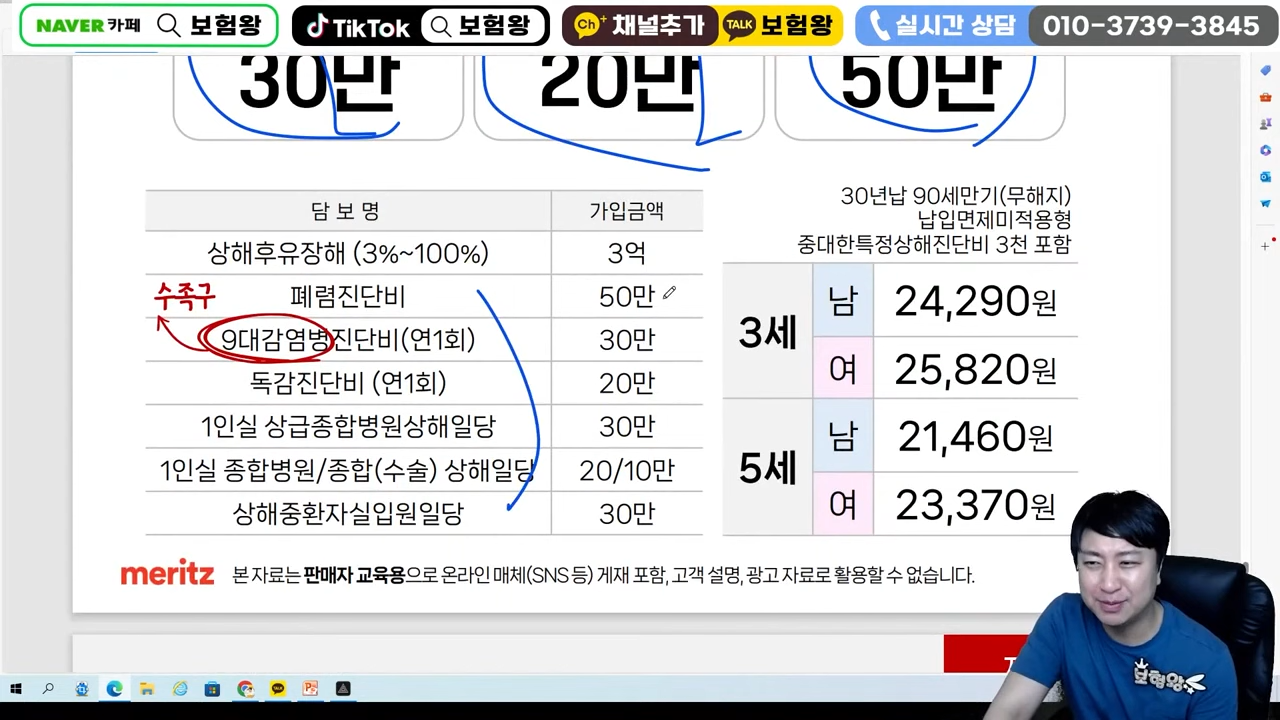 NAVER 카페 보험왕 TikTok 보험왕 Ch+ 채널추가 TALK 보험왕 실시간 상담 010-3739-3845
30만 20만 50만
담 보 명 가입금액
상해후유장해 (3%~100%) 3억
폐렴진단비 50만
수족구
9대감염병진단비(연1회) 30만
독감진단비 (연1회) 20만
1인실 상급종합병원상해일당 30만
1인실 종합병원/종합(수술) 상해일당 20/10만
상해중환자실입원일당 30만
30년납 90세만기(무해지)
납입면제미적용형
중대한특정상해진단비 3천 포함
3세 남 24,290원
여 25,820원
5세 남 21,460원
여 23,370원
meritz 본 자료는 판매자 교육용으로 온라인 매체(SNS 등) 게재 포함, 고객 설명, 광고 자료로 활용할 수 없습니다.
보험왕